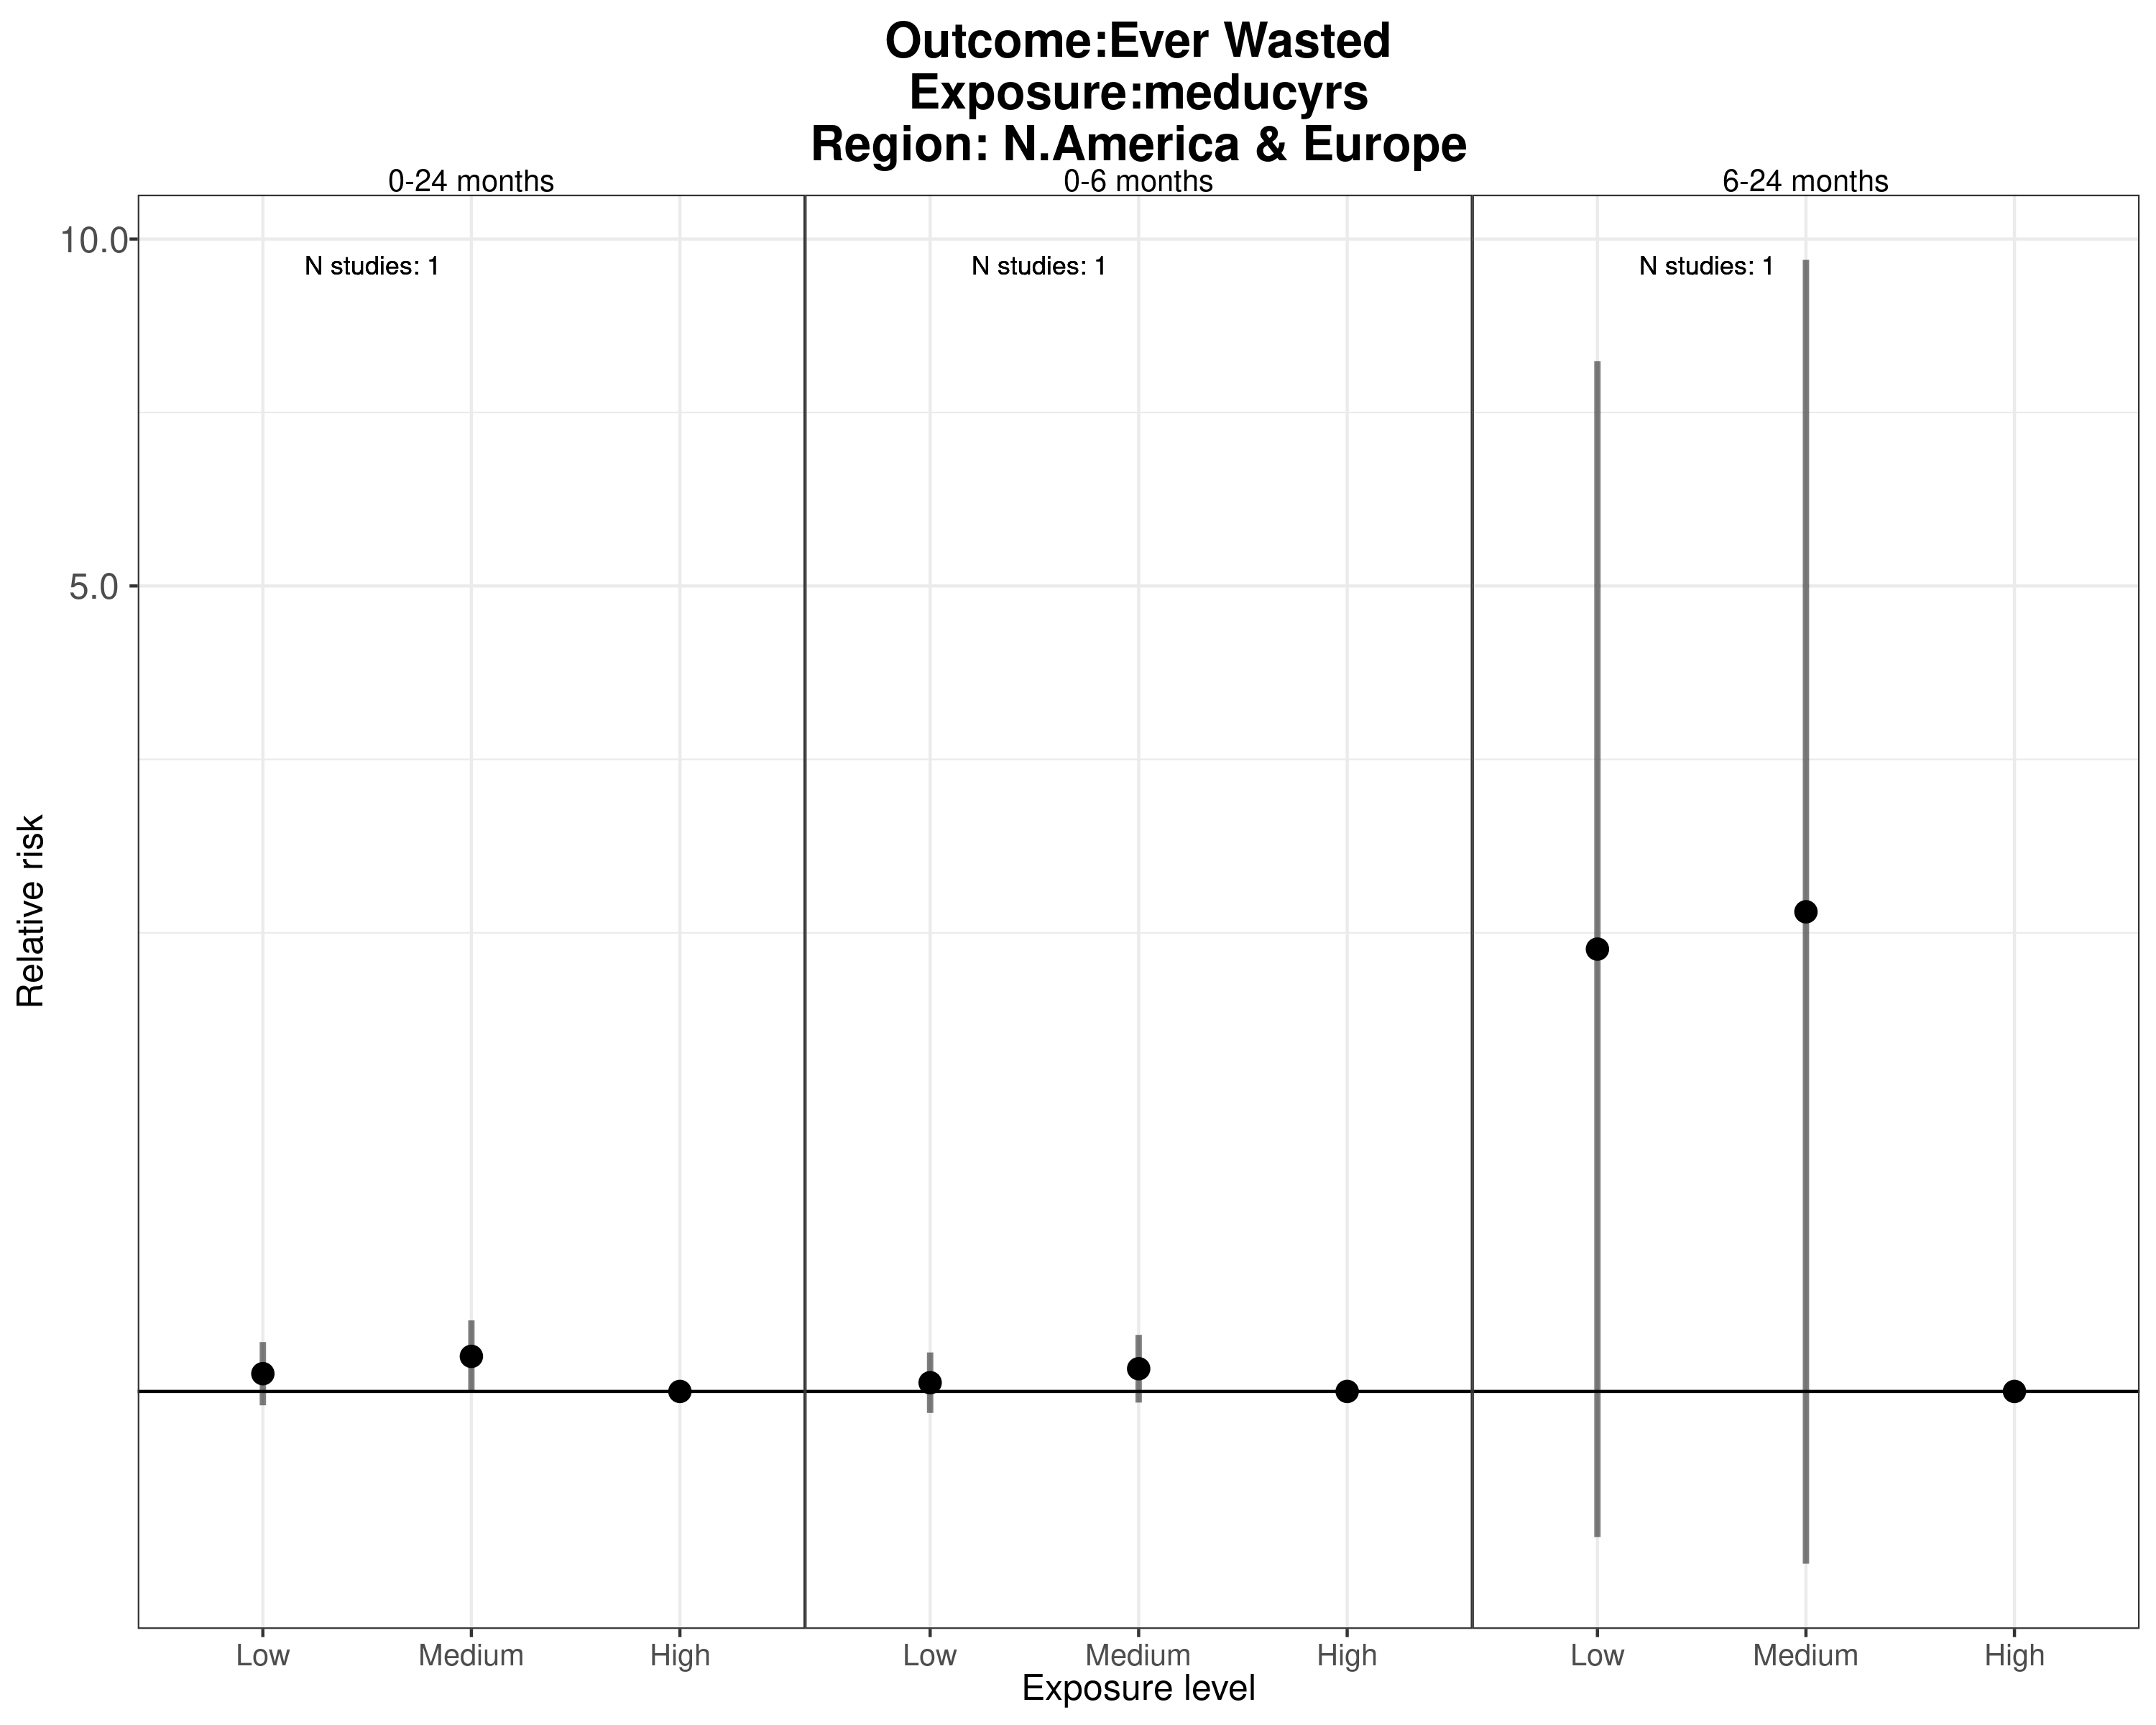 Outcome:Ever Wasted
Exposure:meducyrs
Region: N.America & Europe
0-24 months
0-6 months
6-24 months
10.0
5.0
N studies: 1
N studies: 1
N studies: 1
Relative risk
Low
Medium
High
Low
Medium
High
Low
Medium
High
Exposure level